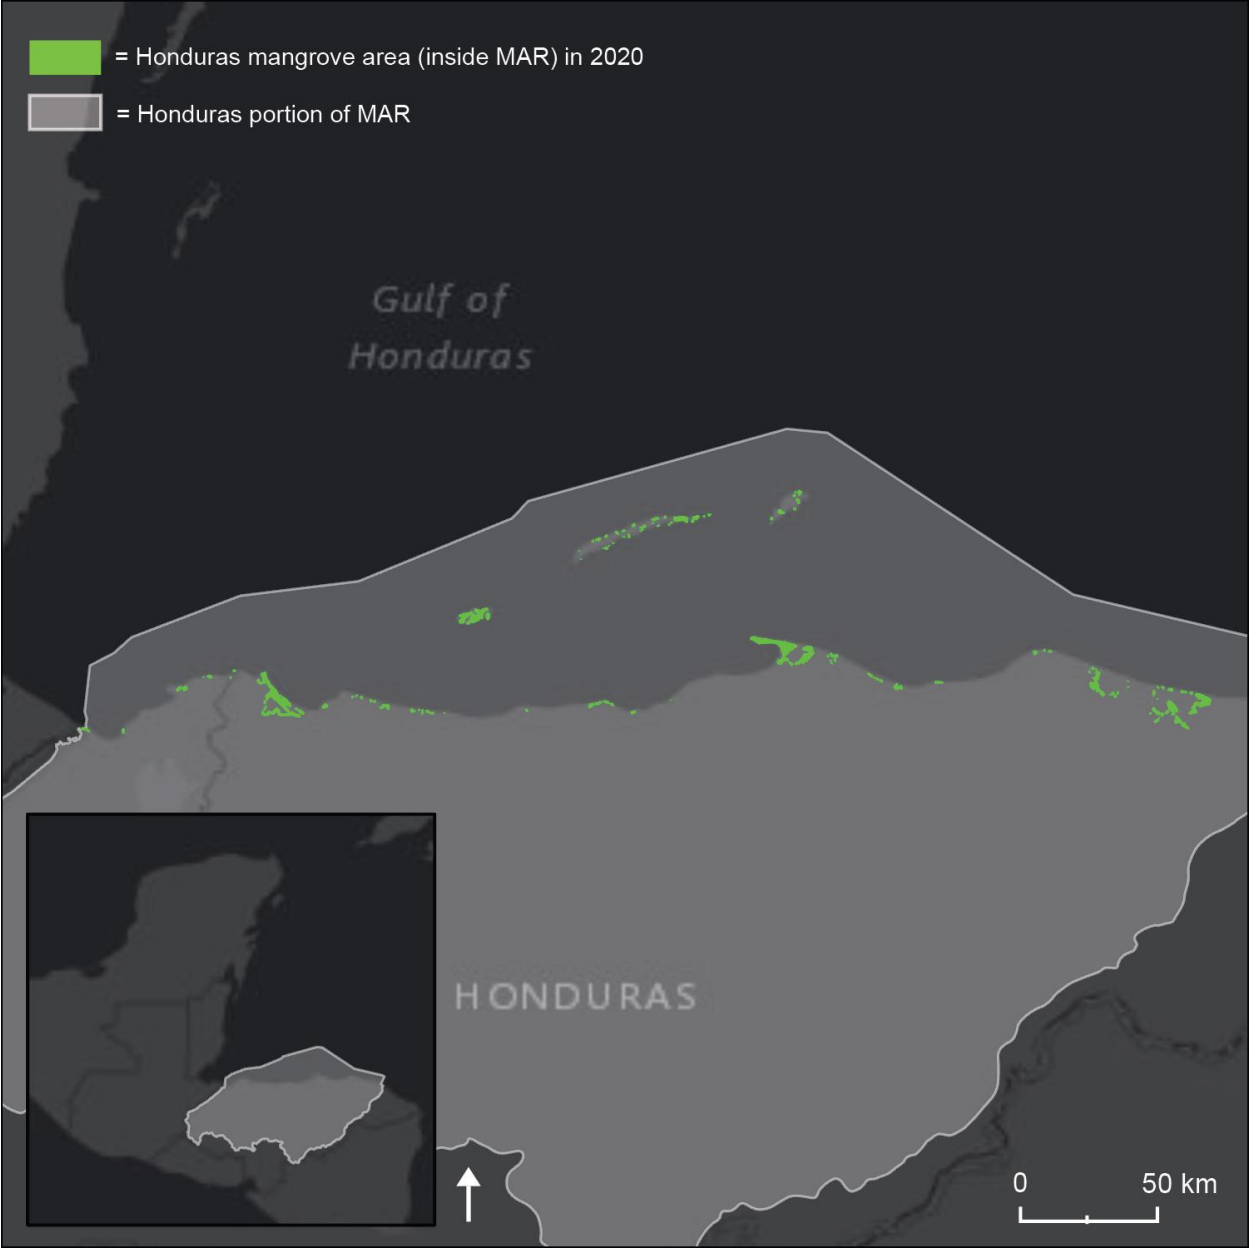 = Honduras mangrove area (inside MAR) in 2020
= Honduras portion of MAR
Gulf of
Honduras
HONDURAS
0 50 km